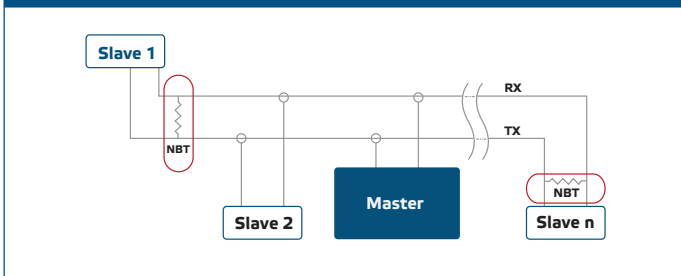 Slave 1
RX
TX
NBT
Master
NBT
Slave 2
Slave n